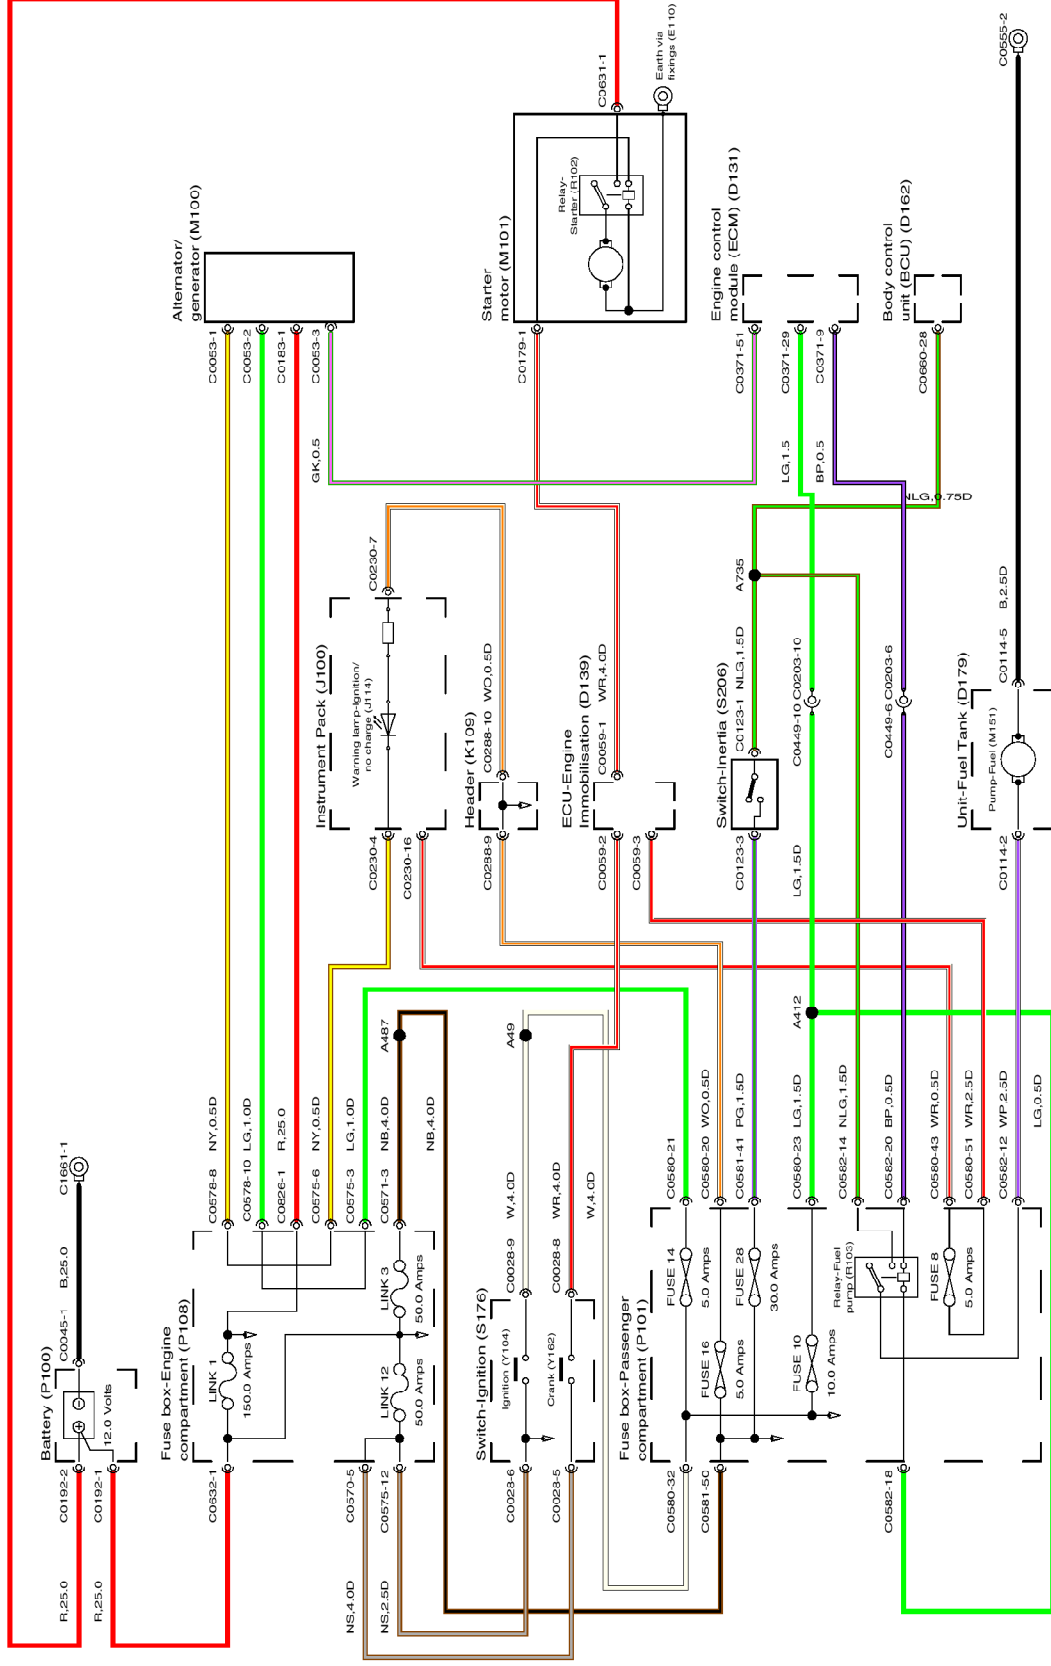 C0631-1
Earth via
fixings (E110)
C0555-2
Relay-
Starter (R102)
Alternator/
generator (M100)
Starter
motor (M101)
Engine control
module (ECM) (D131)
Body control
unit (BCU) (D162)
C0053-1
C0053-2
C0183-1
C0053-3
C0179-1
C0371-51
C0371-29
C0371-9
C0660-28
GK,0.5
LG,1.5
BP,0.5
NLG,0.75D
C0230-7
A735
B,2.5D
Instrument Pack (J100)
Warning lamp-Ignition/
no charge (J114)
Header (K109)
C0288-10 WO,0.5D
ECU-Engine
Immobilisation (D139)
C0059-1 WR,4.0D
Switch-Inertia (S206)
C0123-1 NLG,1.5D
C0449-10 C0203-10
C0449-6 C0203-6
Unit-Fuel Tank (D179)
Pump-Fuel (M151)
C0114-5
C0230-4
C0230-16
C0288-9
C0059-2
C0059-3
C0123-3
LG,1.5D
C0114-2
A487
A49
A412
C1661-1
B,25.0
C0045-1
C0578-8 NY,0.5D
C0578-10 LG,1.0D
C0826-1 R,25.0
C0575-6 NY,0.5D
C0575-3 LG,1.0D
C0571-3 NB,4.0D
NB,4.0D
C0028-9 W,4.0D
C0028-8 WR,4.0D
W,4.0D
C0580-21
C0580-20 WO,0.5D
C0581-41 PG,1.5D
C0580-23 LG,1.5D
C0582-14 NLG,1.5D
C0582-20 BP,0.5D
C0580-43 WR,0.5D
C0580-51 WR,2.5D
C0582-12 WP,2.5D
LG,0.5D
Battery (P100)
12.0 Volts
Fuse box-Engine
compartment (P108)
LINK 1
150.0 Amps
LINK 3
50.0 Amps
LINK 12
50.0 Amps
Switch-Ignition (S176)
Ignition (Y104)
Crank (Y162)
Fuse box-Passenger
compartment (P101)
FUSE 14
5.0 Amps
FUSE 16
5.0 Amps
FUSE 28
30.0 Amps
FUSE 10
10.0 Amps
Relay-Fuel
pump (R103)
FUSE 8
5.0 Amps
C0192-2
C0192-1
C0632-1
C0570-5
C0575-12
C0028-6
C0028-5
C0580-32
C0581-50
C0582-18
R,25.0
R,25.0
NS,4.0D
NS,2.5D